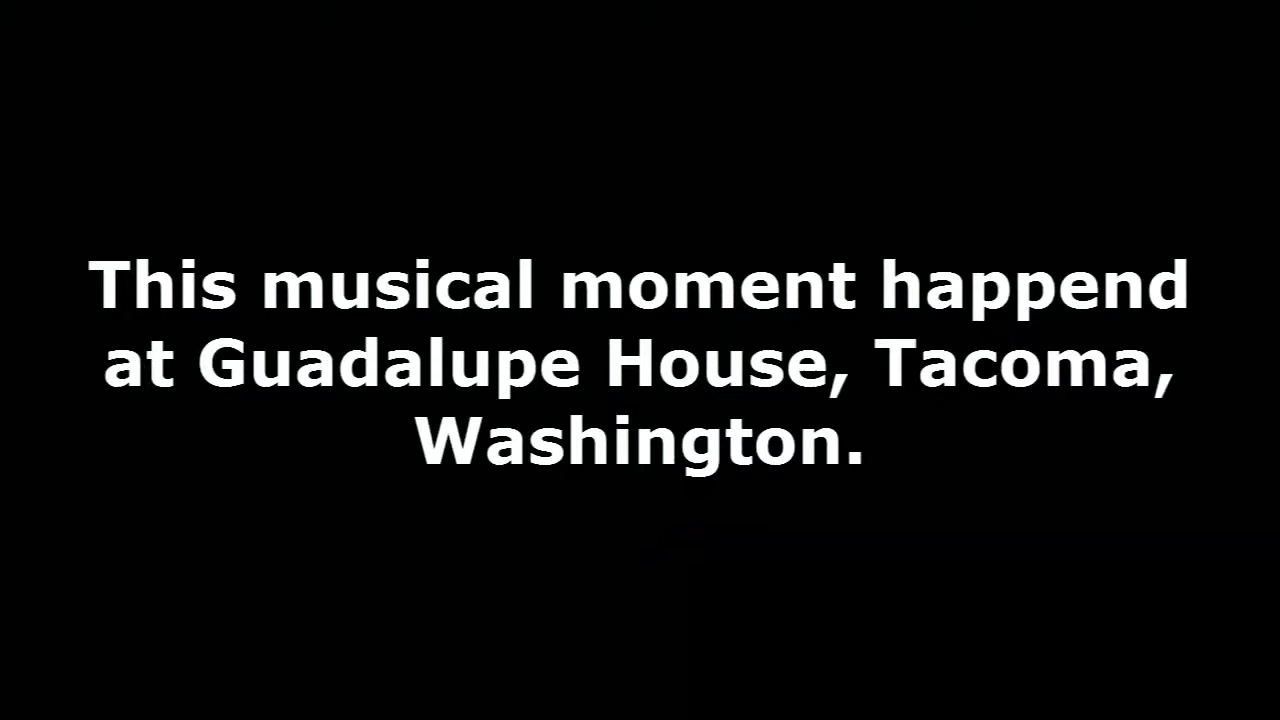 This musical moment happend
at Guadalupe House, Tacoma,
Washington.